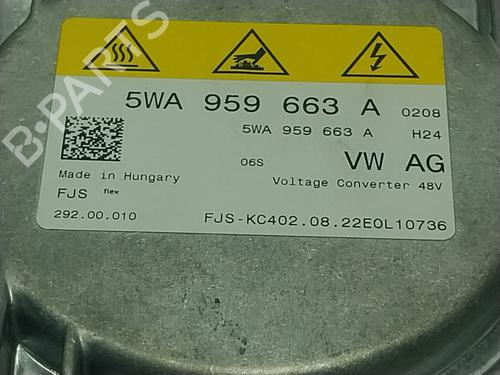 5WA 959 663 A 0208
5WA 959 663 A H24
06S VW AG
Made in Hungary
Voltage Converter 48V
FJS flex
292.00.010 FJS-KC402.08.22E0L10736
B-PARTS